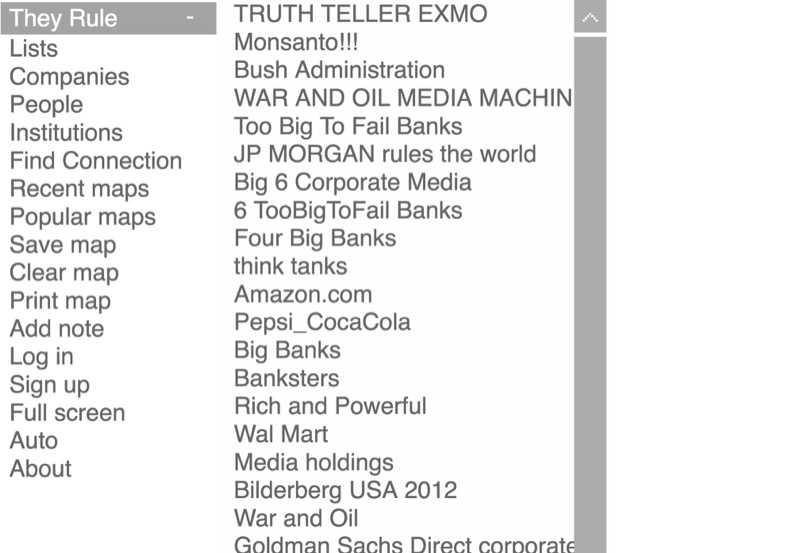 They Rule -
Lists
Companies
People
Institutions
Find Connection
Recent maps
Popular maps
Save map
Clear map
Print map
Add note
Log in
Sign up
Full screen
Auto
About
TRUTH TELLER EXMO
Monsanto!!!
Bush Administration
WAR AND OIL MEDIA MACHIN
Too Big To Fail Banks
JP MORGAN rules the world
Big 6 Corporate Media
6 TooBigToFail Banks
Four Big Banks
think tanks
Amazon.com
Pepsi_CocaCola
Big Banks
Banksters
Rich and Powerful
Wal Mart
Media holdings
Bilderberg USA 2012
War and Oil
Goldman Sachs Direct corporate